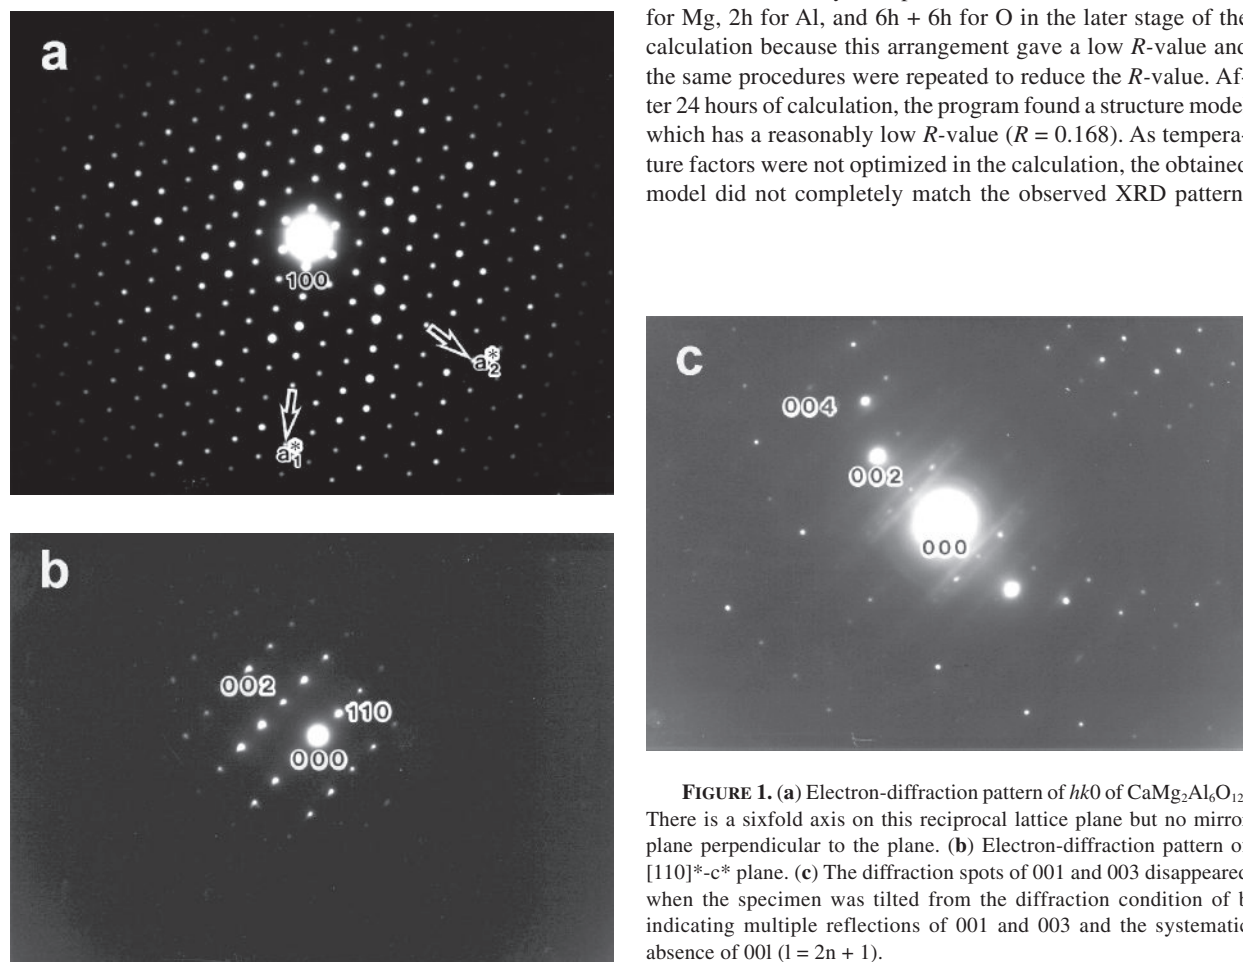 a
100
a*2
a*1
b
002
110
000
for Mg, 2h for Al, and 6h + 6h for O in the later stage of the
calculation because this arrangement gave a low R-value and
the same procedures were repeated to reduce the R-value. Af-
ter 24 hours of calculation, the program found a structure mode
which has a reasonably low R-value (R = 0.168). As tempera-
ture factors were not optimized in the calculation, the obtained
model did not completely match the observed XRD pattern
c
004
002
000
FIGURE 1. (a) Electron-diffraction pattern of hk0 of CaMg2Al6O12
There is a sixfold axis on this reciprocal lattice plane but no mirro
plane perpendicular to the plane. (b) Electron-diffraction pattern o
[110]*-c* plane. (c) The diffraction spots of 001 and 003 disappeared
when the specimen was tilted from the diffraction condition of b
indicating multiple reflections of 001 and 003 and the systematic
absence of 00l (l = 2n + 1).